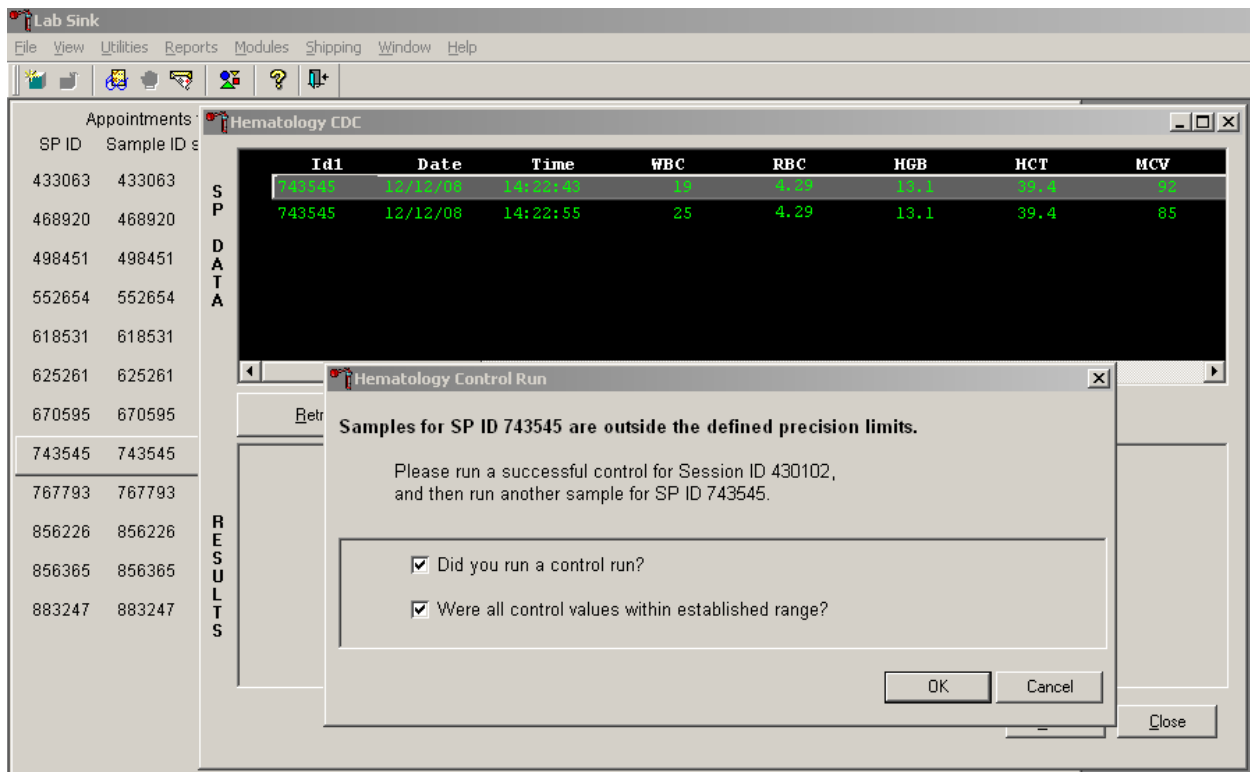 Lab Sink
File View Utilities Reports Modules Shipping Window Help
Appointments
SP ID Sample ID s
433063 433063
468920 468920
498451 498451
552654 552654
618531 618531
625261 625261
670595 670595
743545 743545
767793 767793
856226 856226
856365 856365
883247 883247
Hematology CDC
SP DATA
Id1 Date Time WBC RBC HGB HCT MCV
743545 12/12/08 14:22:43 19 4.29 13.1 39.4 92
743545 12/12/08 14:22:55 25 4.29 13.1 39.4 85
Retr
RESULTS
Hematology Control Run
Samples for SP ID 743545 are outside the defined precision limits.
Please run a successful control for Session ID 430102,
and then run another sample for SP ID 743545.
Did you run a control run?
Were all control values within established range?
OK Cancel
Close